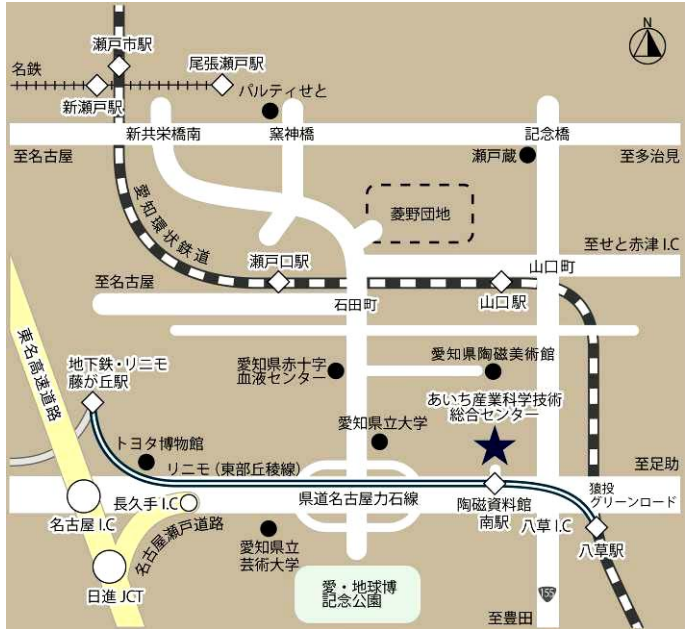 N
瀬戸市駅
名鉄
尾張瀬戸駅
新瀬戸駅
パルティせと
新共栄橋南
窯神橋
記念橋
至名古屋
瀬戸蔵
至多治見
愛知環状鉄道
菱野団地
至せと赤津I.C
瀬戸口駅
山口町
至名古屋
石田町
山口駅
東名高速道路
地下鉄・リニモ
藤が丘駅
愛知県赤十字
血液センター
愛知県陶磁美術館
あいち産業科学技術
総合センター
愛知県立大学
トヨタ博物館
リニモ（東部丘稜線）
至足助
長久手I.C
県道名古屋力石線
陶磁資料館
南駅
猿投
グリーンロード
名古屋I.C
八草I.C
八草駅
名古屋瀬戸道路
愛知県立
芸術大学
日進JCT
愛・地球博
記念公園
155
至豊田